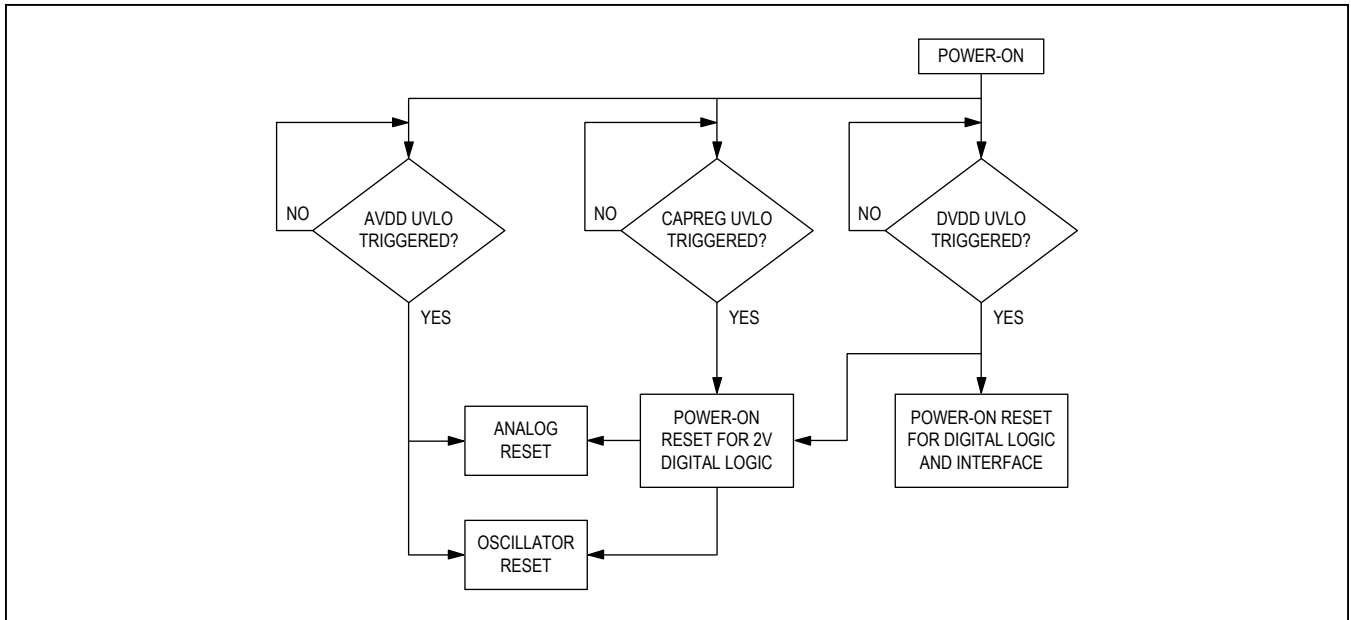 POWER-ON
NO
AVDD UVLO
TRIGGERED?
YES
NO
CAPREG UVLO
TRIGGERED?
YES
NO
DVDD UVLO
TRIGGERED?
YES
ANALOG
RESET
POWER-ON
RESET FOR 2V
DIGITAL LOGIC
POWER-ON RESET
FOR DIGITAL LOGIC
AND INTERFACE
OSCILLATOR
RESET